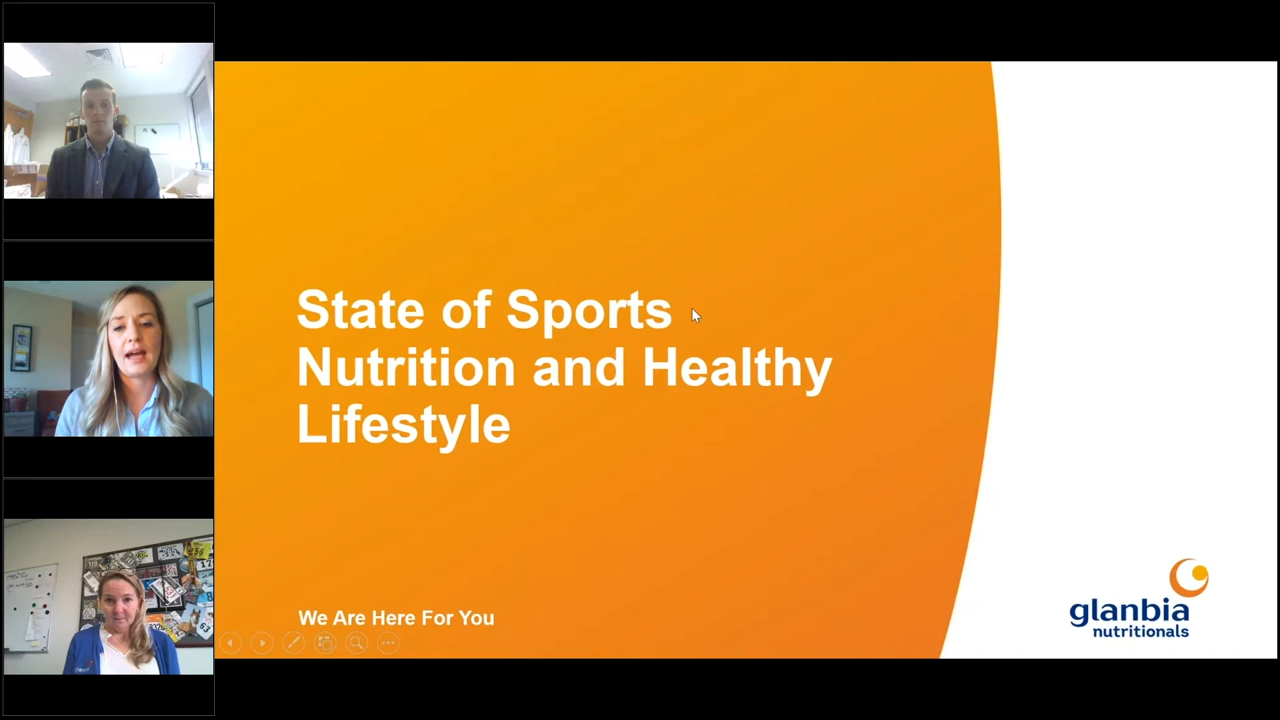 State of Sports
Nutrition and Healthy
Lifestyle
We Are Here For You
glanbia
nutritionals